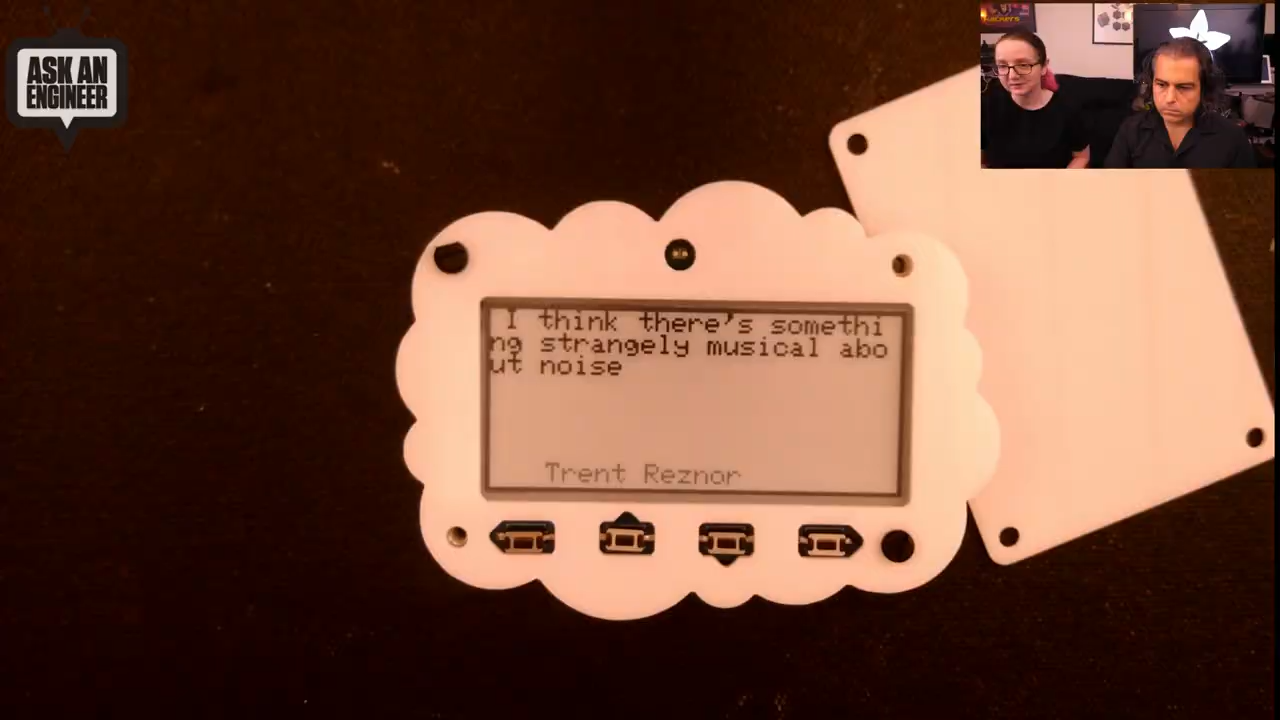 ASK AN
ENGINEER
I think there's somethi
ng strangely musical abo
ut noise
Trent Reznor